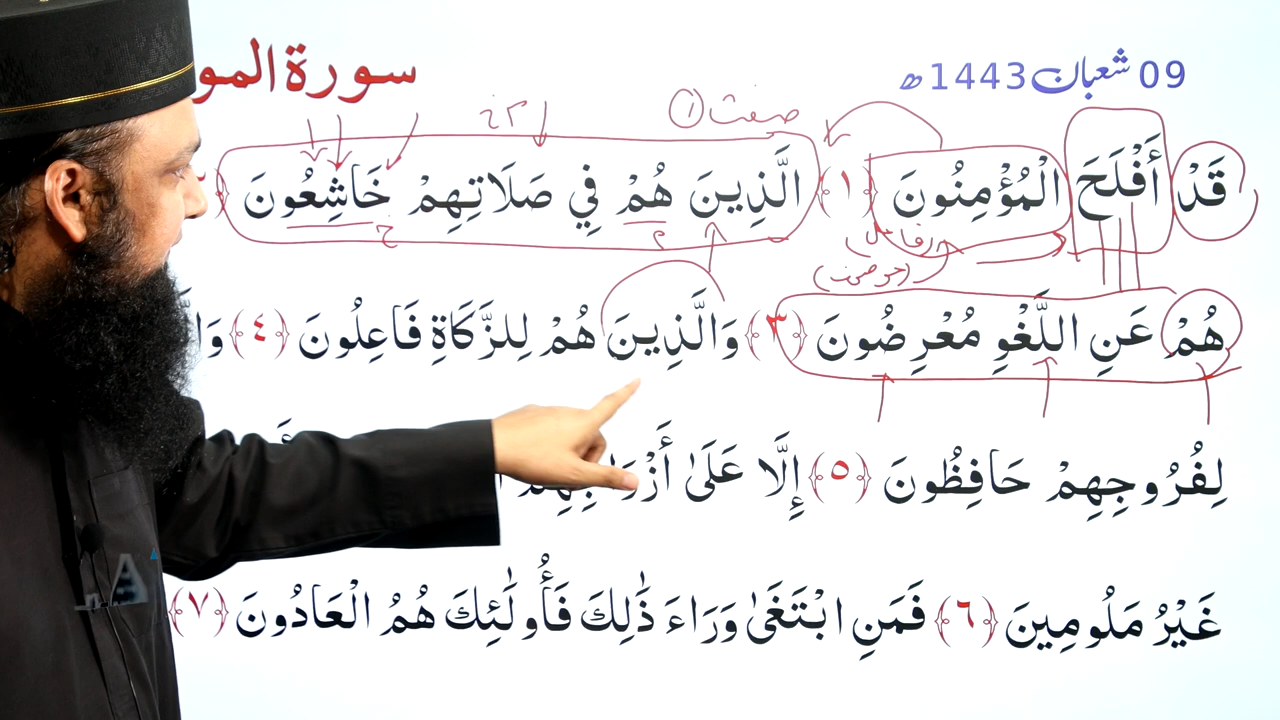 09 شعبان 1443ھ
سورة المو
صفت ①
قَدْ أَفْلَحَ الْمُؤْمِنُونَ ﴿١﴾ الَّذِينَ هُمْ فِي صَلَاتِهِمْ خَاشِعُونَ
(فاعل)
هُمْ عَنِ اللَّغْوِ مُعْرِضُونَ ﴿٣﴾ وَالَّذِينَ هُمْ لِلزَّكَاةِ فَاعِلُونَ ﴿٤﴾
لِفُرُوجِهِمْ حَافِظُونَ ﴿٥﴾ إِلَّا عَلَىٰ أَزْوَاجِهِمْ
غَيْرُ مَلُومِينَ ﴿٦﴾ فَمَنِ ابْتَغَىٰ وَرَاءَ ذَٰلِكَ فَأُولَٰئِكَ هُمُ الْعَادُونَ ﴿٧﴾